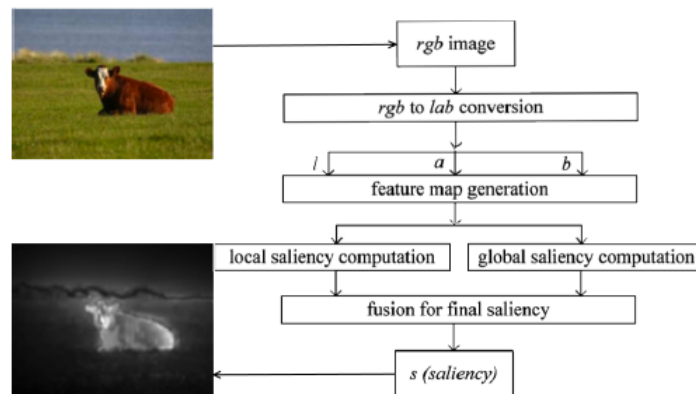 rgb image
rgb to lab conversion
l a b
feature map generation
local saliency computation
global saliency computation
fusion for final saliency
s (saliency)